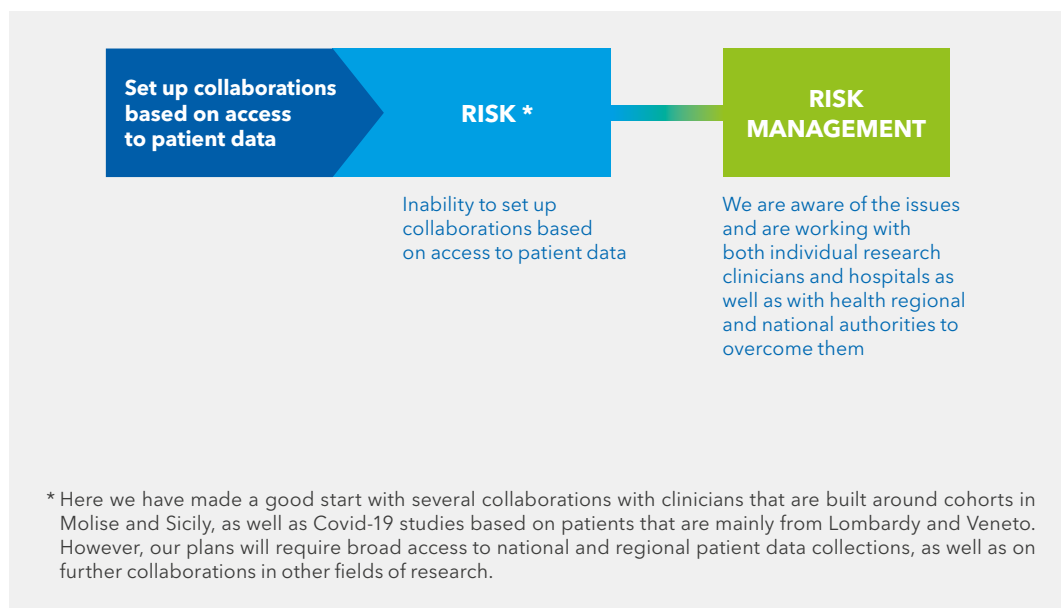 Set up collaborations
based on access
to patient data
RISK *
RISK
MANAGEMENT
Inability to set up
collaborations based
on access to patient data
We are aware of the issues
and are working with
both individual research
clinicians and hospitals as
well as with health regional
and national authorities to
overcome them
* Here we have made a good start with several collaborations with clinicians that are built around cohorts in
Molise and Sicily, as well as Covid-19 studies based on patients that are mainly from Lombardy and Veneto.
However, our plans will require broad access to national and regional patient data collections, as well as on
further collaborations in other fields of research.